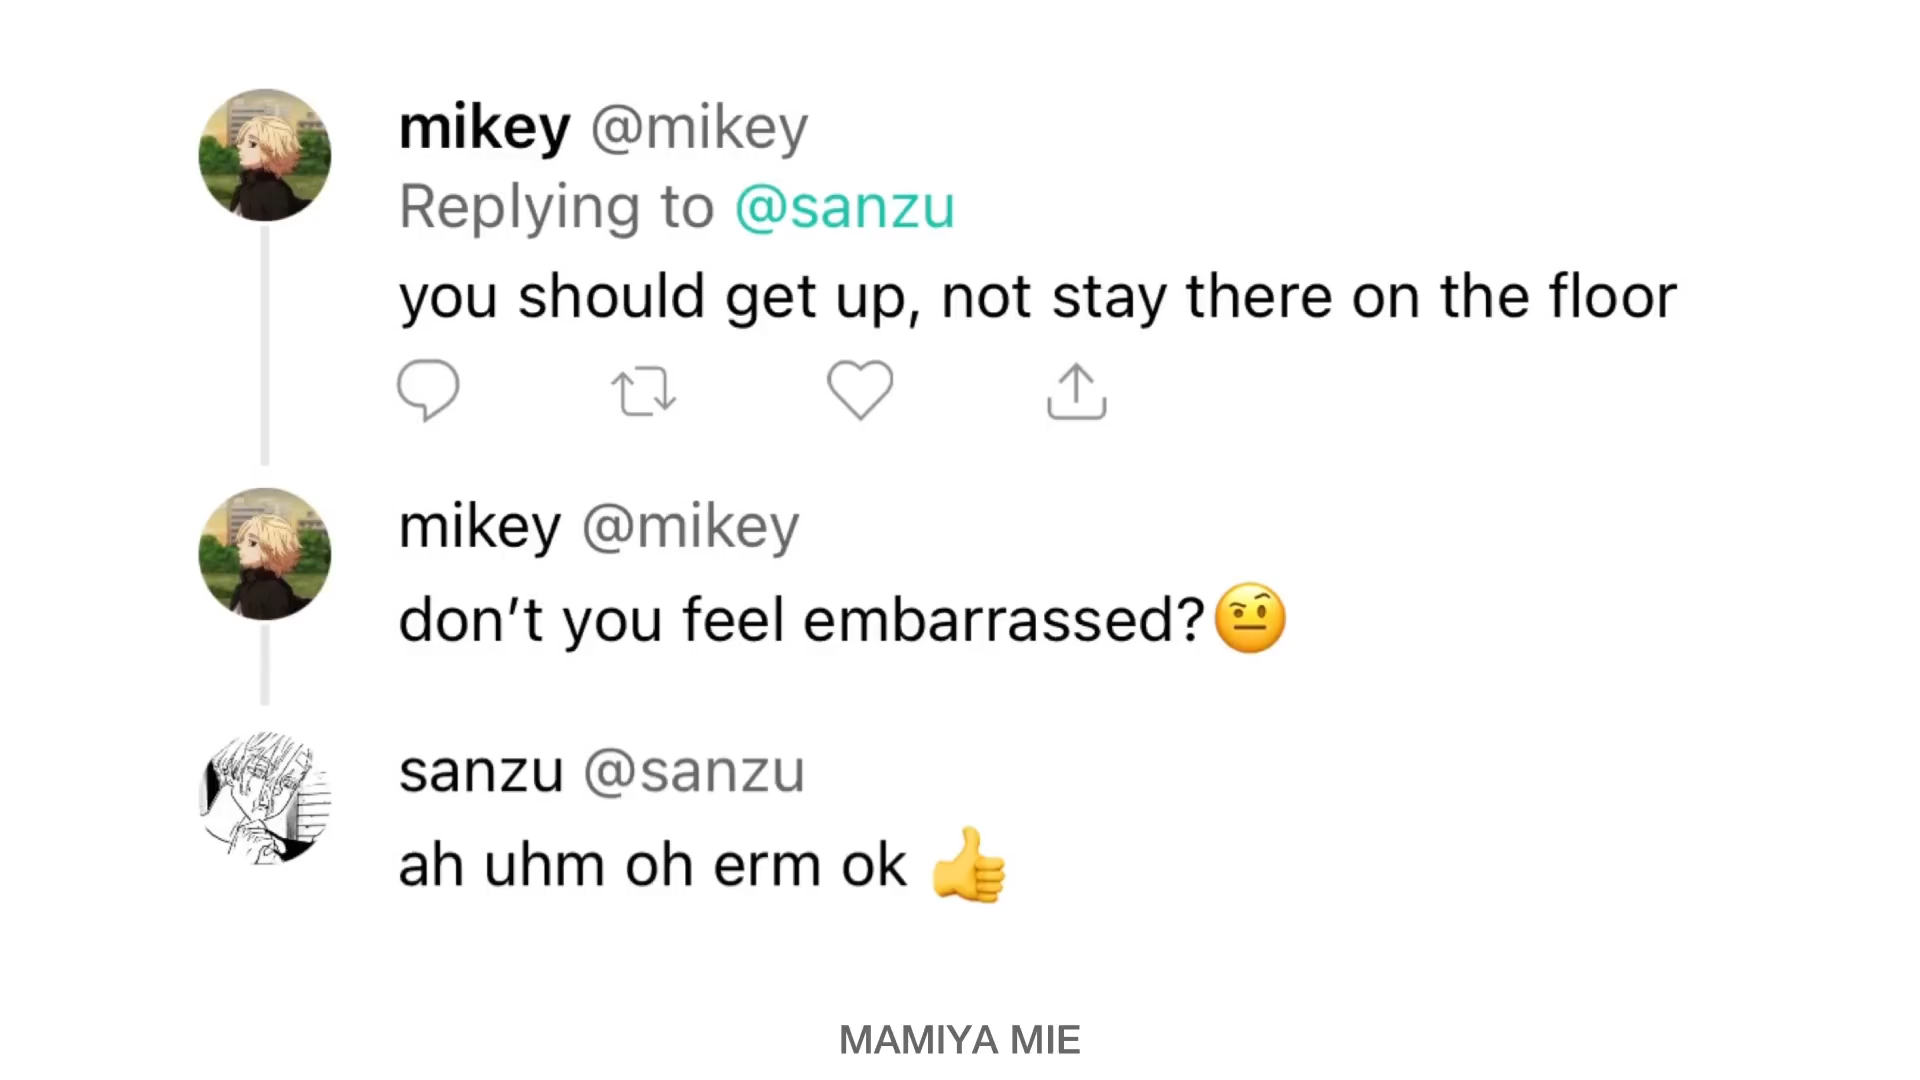 mikey @mikey
Replying to @sanzu
you should get up, not stay there on the floor
mikey @mikey
don’t you feel embarrassed?🤨
sanzu @sanzu
ah uhm oh erm ok 👍
MAMIYA MIE